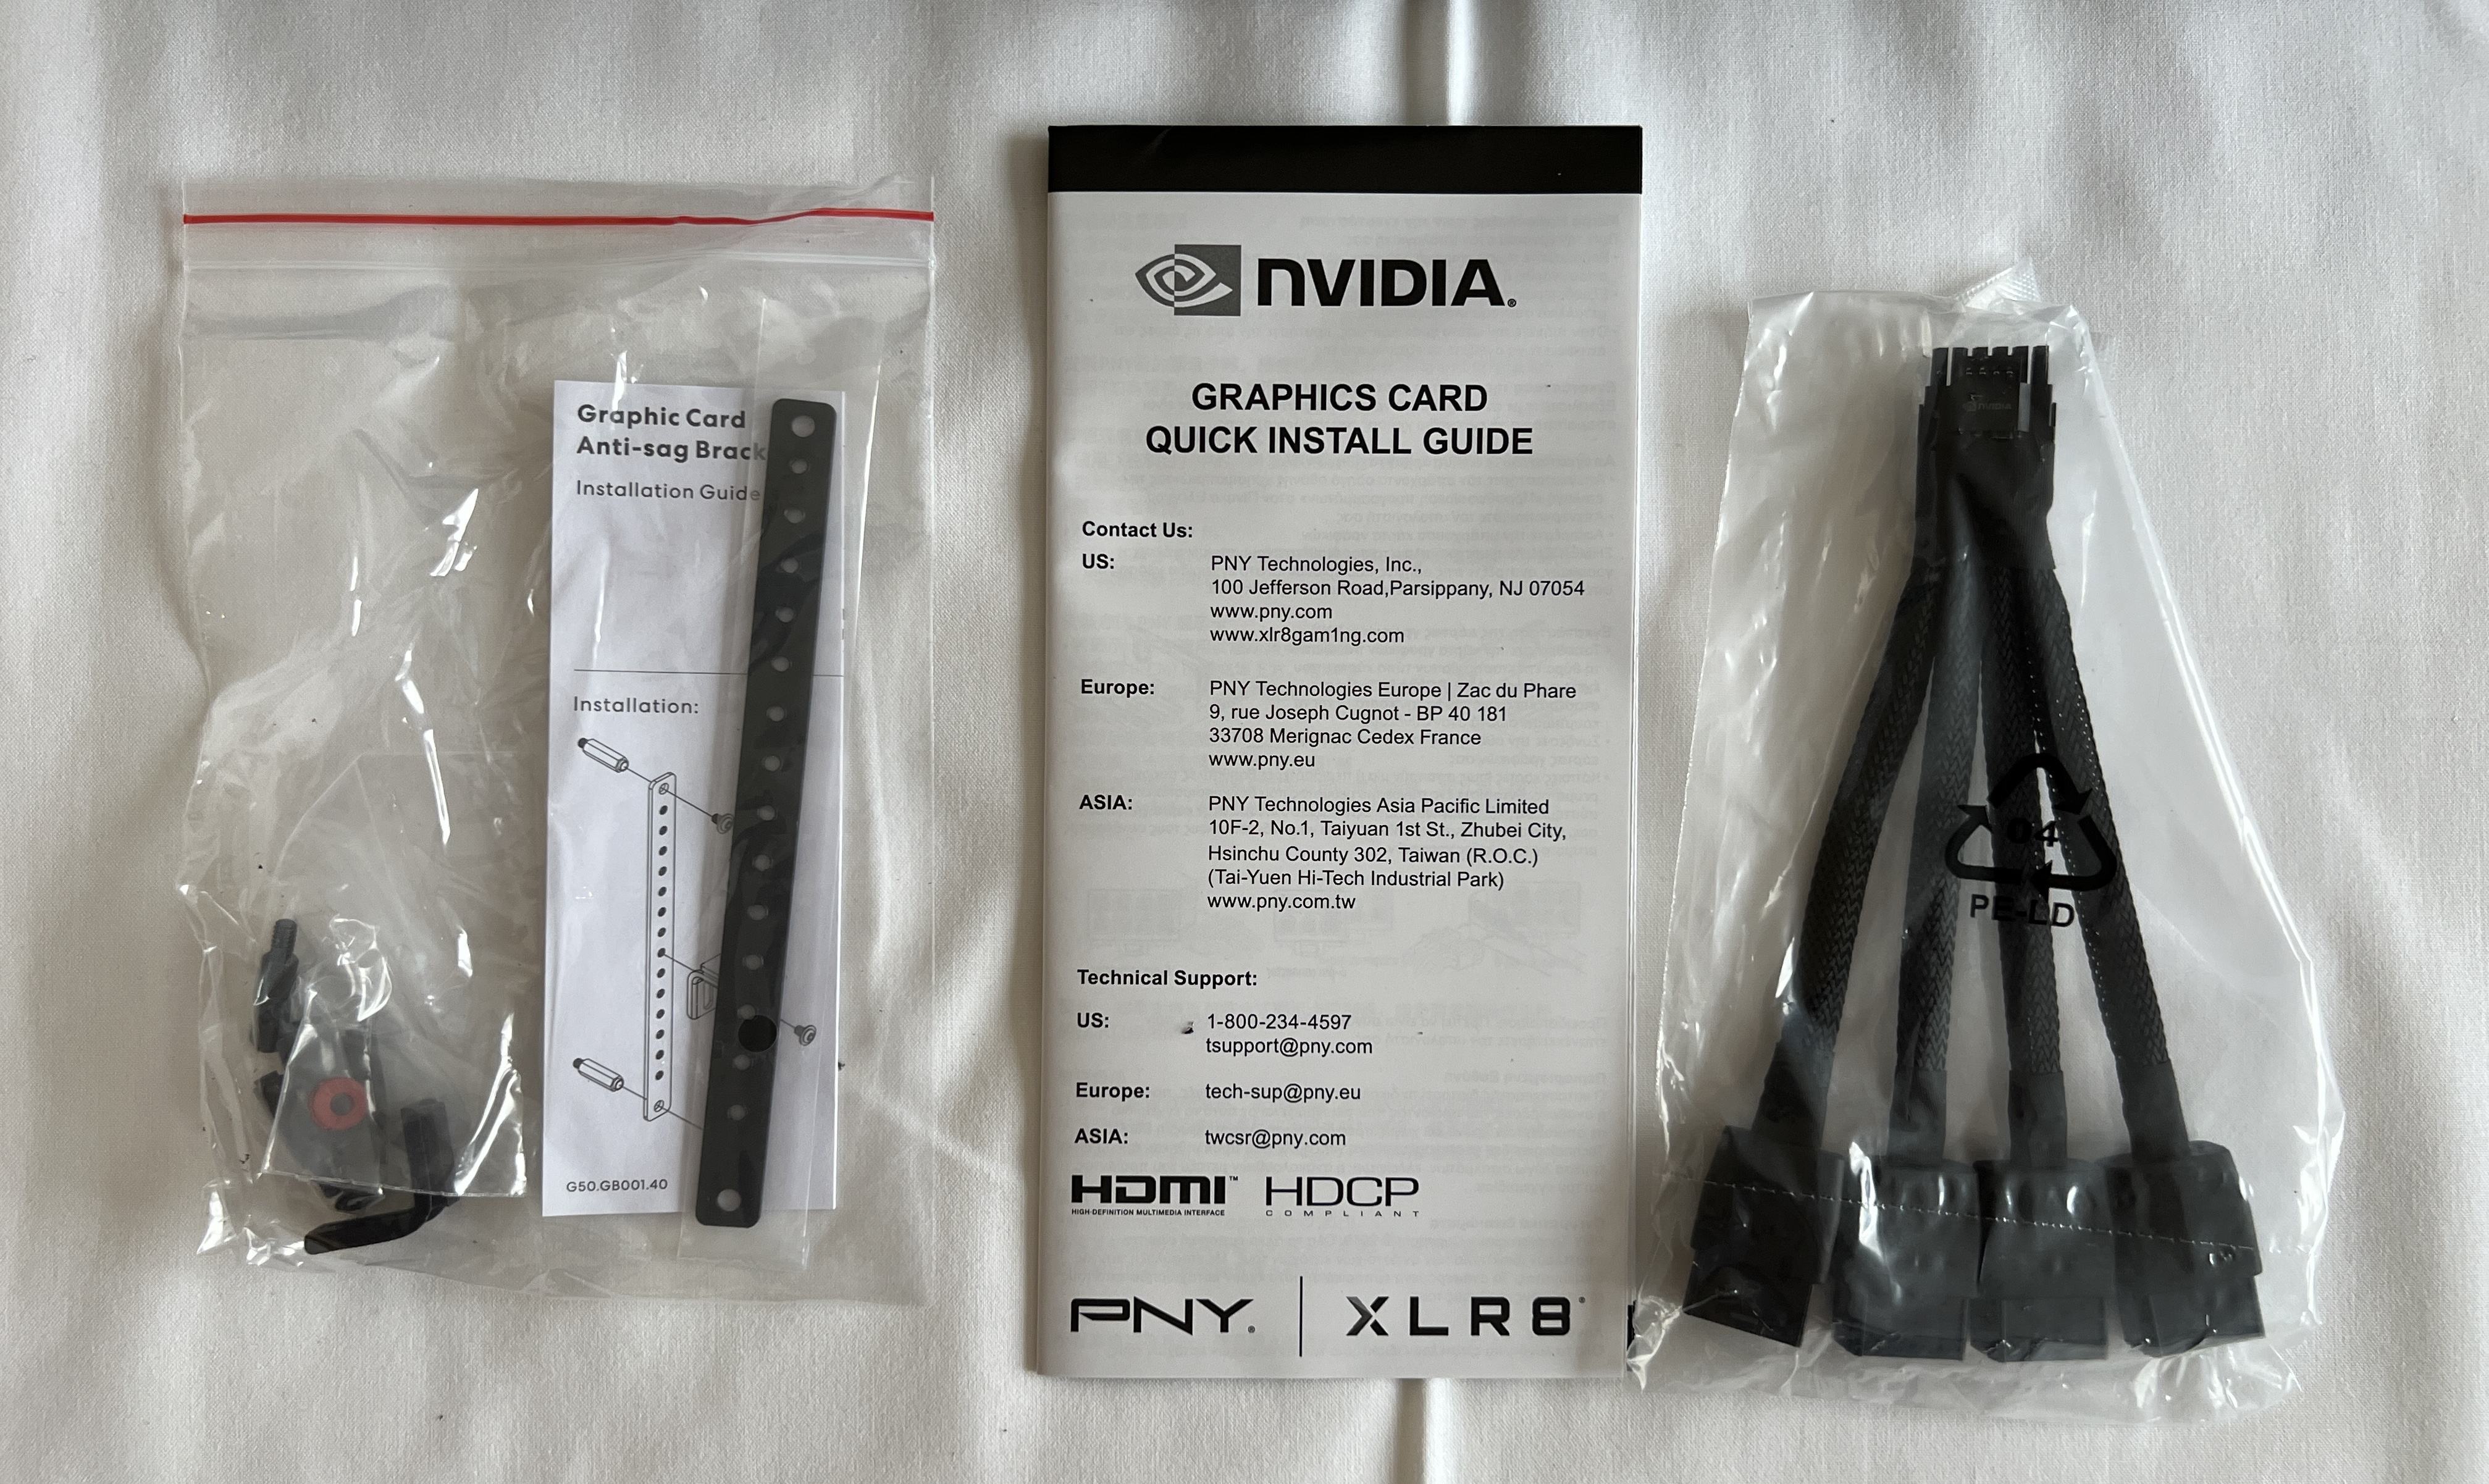 Graphic Card
Anti-sag Brack
Installation Guide
Installation:
G50.GB001.40
NVIDIA®
GRAPHICS CARD
QUICK INSTALL GUIDE
Contact Us:
US: PNY Technologies, Inc.,
100 Jefferson Road,Parsippany, NJ 07054
www.pny.com
www.xlr8gam1ng.com
Europe: PNY Technologies Europe | Zac du Phare
9, rue Joseph Cugnot - BP 40 181
33708 Merignac Cedex France
www.pny.eu
ASIA: PNY Technologies Asia Pacific Limited
10F-2, No.1, Taiyuan 1st St., Zhubei City,
Hsinchu County 302, Taiwan (R.O.C.)
(Tai-Yuen Hi-Tech Industrial Park)
www.pny.com.tw
Technical Support:
US: 1-800-234-4597
tsupport@pny.com
Europe: tech-sup@pny.eu
ASIA: twcsr@pny.com
HDMI™ HDCP
HIGH-DEFINITION MULTIMEDIA INTERFACE COMPLIANT
PNY® | XLR8®
NVIDIA
04
PE-LD